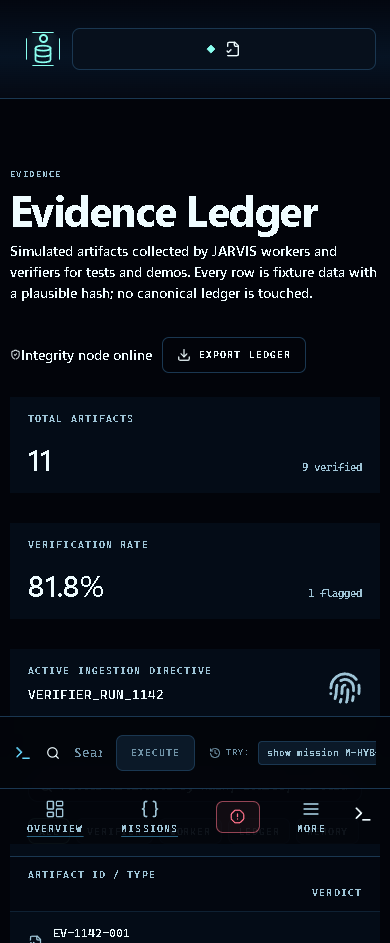 EVIDENCE
Evidence Ledger
Simulated artifacts collected by JARVIS workers and
verifiers for tests and demos. Every row is fixture data with
a plausible hash; no canonical ledger is touched.
Integrity node online
EXPORT LEDGER
TOTAL ARTIFACTS
11
9 verified
VERIFICATION RATE
81.8%
1 flagged
ACTIVE INGESTION DIRECTIVE
VERIFIER_RUN_1142
Sear
EXECUTE
TRY:
show mission M-HYB
OVERVIEW
MISSIONS
MORE
ARTIFACT ID / TYPE
VERDICT
EV-1142-001